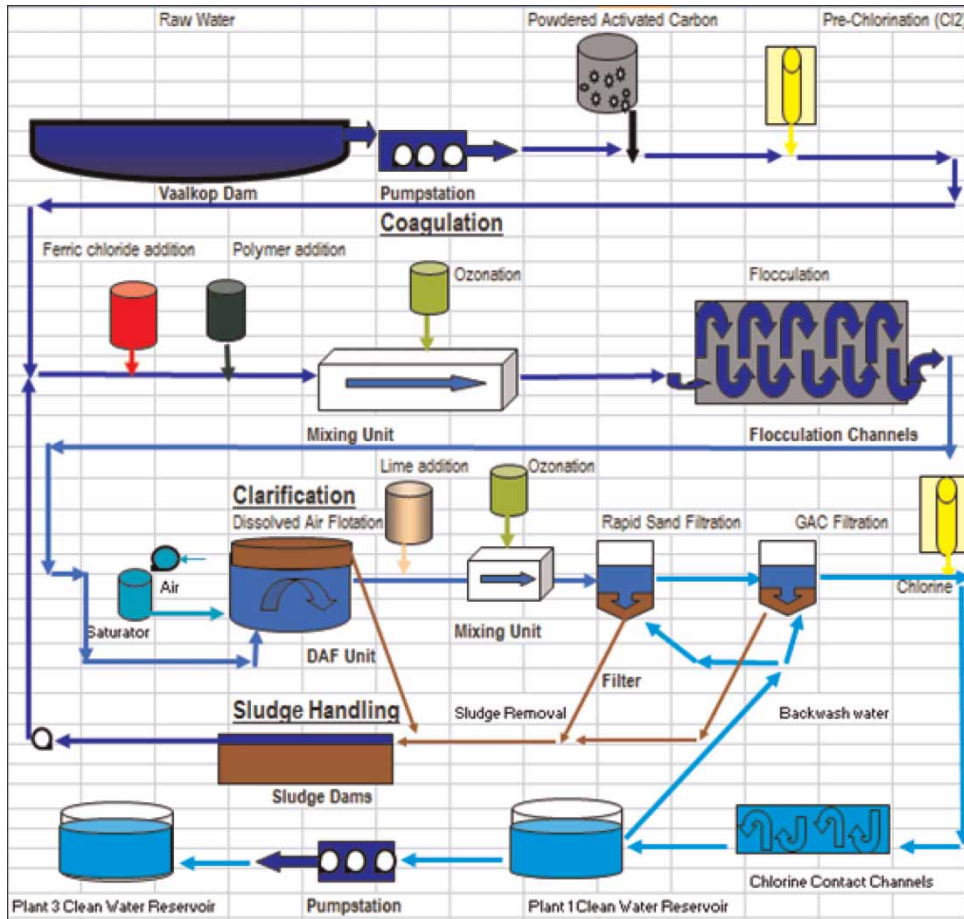 Raw Water
Powdered Activated Carbon
Pre-Chlorination (Cl2)
Vaalkop Dam
Pumpstation
Coagulation
Ferric chloride addition
Polymer addition
Ozonation
Flocculation
Mixing Unit
Flocculation Channels
Lime addition
Ozonation
Clarification
Dissolved Air Flotation
Rapid Sand Filtration
GAC Filtration
Air
Chlorine
Saturator
Mixing Unit
DAF Unit
Filter
Sludge Handling
Sludge Removal
Backwash water
Sludge Dams
Chlorine Contact Channels
Plant 3 Clean Water Reservoir
Pumpstation
Plant 1 Clean Water Reservoir